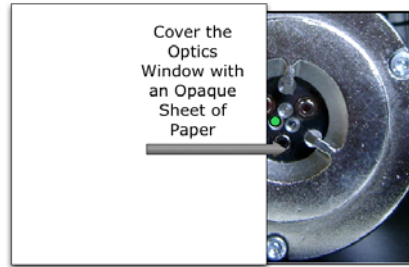 Cover the
Optics
Window with
an Opaque
Sheet of
Paper